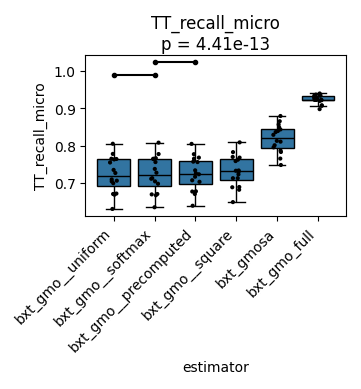 TT_recall_micro
p = 4.41e-13
TT_recall_micro
1.0
0.9
0.8
0.7
bxt_gmo__uniform
bxt_gmo__softmax
bxt_gmo__precomputed
bxt_gmo__square
bxt_gmosa
bxt_gmo_full
estimator